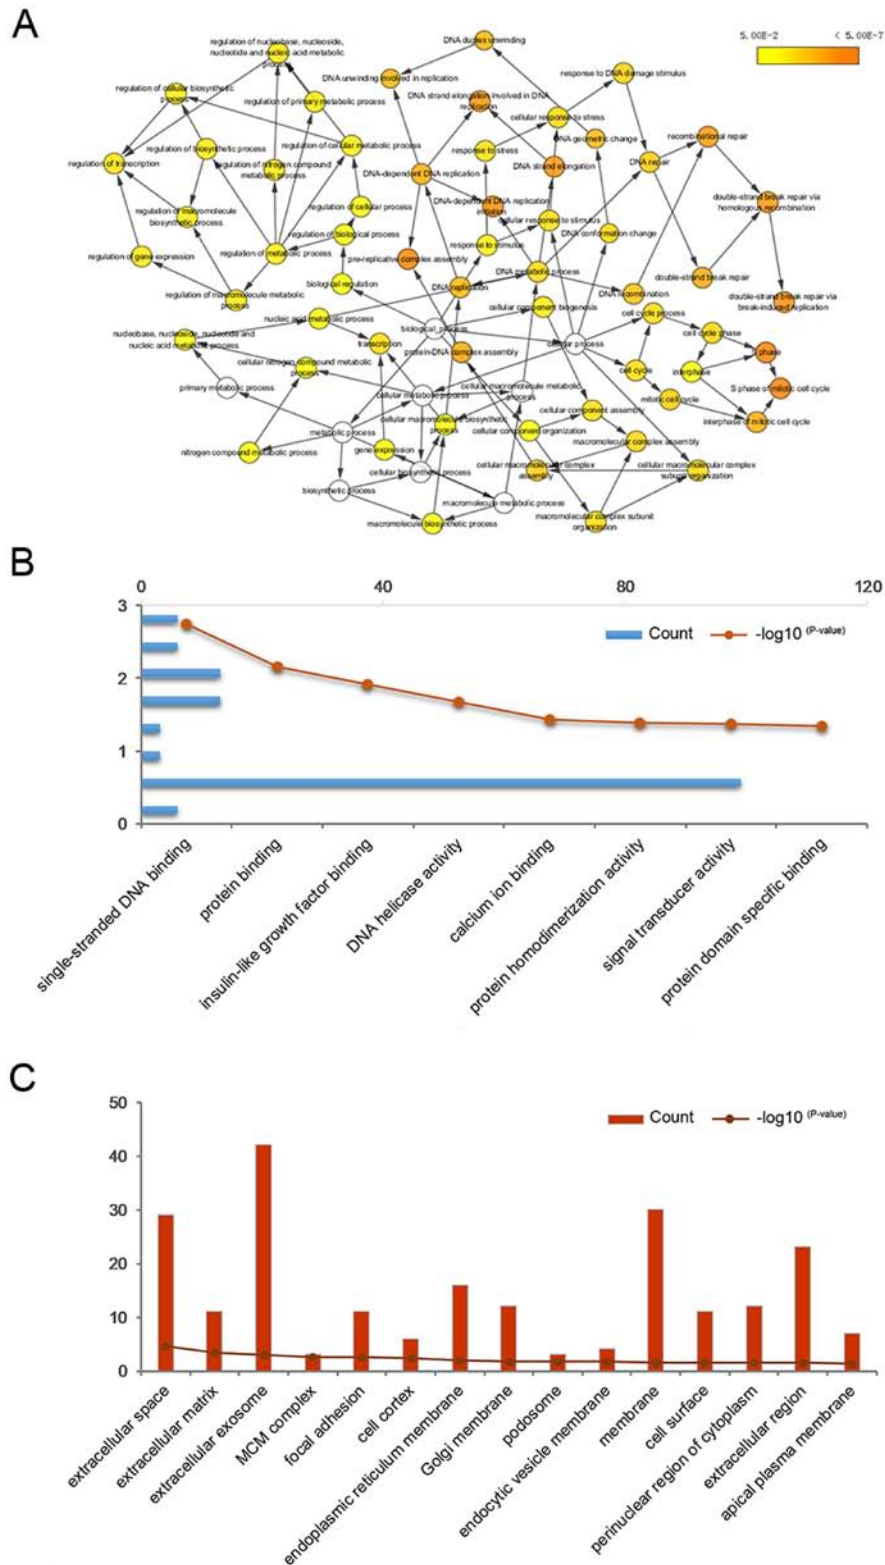 A
5.00E-2 < 5.00E-7
regulation of nucleobase, nucleoside,
nucleotide and nucleic acid metabolic
process
DNA duplex unwinding
DNA unwinding involved in replication
response to DNA damage stimulus
regulation of cellular biosynthetic
process
regulation of primary metabolic process
DNA strand elongation involved in DNA
replication
cellular response to stress
DNA geometric change
recombinational repair
regulation of biosynthetic process
regulation of cellular metabolic process
response to stress
regulation of transcription
regulation of nitrogen compound
metabolic process
DNA-dependent DNA replication
DNA strand elongation
DNA repair
double-strand break repair via
homologous recombination
regulation of macromolecule
biosynthetic process
regulation of cellular process
DNA-dependent DNA replication
initiation
cellular response to stimulus
DNA conformation change
regulation of biological process
response to stimulus
regulation of gene expression
regulation of metabolic process
pre-replicative complex assembly
DNA metabolic process
double-strand break repair
biological regulation
DNA replication
DNA recombination
double-strand break repair via
break-induced replication
regulation of macromolecule metabolic
process
cellular component biogenesis
cell cycle process
nucleic acid metabolic process
biological_process
cell cycle phase
nucleobase, nucleoside, nucleotide and
nucleic acid metabolic process
transcription
protein-DNA complex assembly
cellular process
phase
cellular nitrogen compound metabolic
process
cell cycle
interphase
primary metabolic process
cellular metabolic process
cellular macromolecule metabolic
process
S phase of mitotic cell cycle
mitotic cell cycle
cellular macromolecule biosynthetic
process
cellular component assembly
interphase of mitotic cell cycle
metabolic process
cellular component organization
macromolecular complex assembly
nitrogen compound metabolic process
gene expression
cellular biosynthetic process
cellular macromolecular complex
assembly
cellular macromolecular complex
subunit organization
biosynthetic process
macromolecule metabolic process
macromolecule biosynthetic process
macromolecular complex subunit
organization
B
0 40 80 120
3
2
1
0
Count -log10 (P-value)
single-stranded DNA binding
protein binding
insulin-like growth factor binding
DNA helicase activity
calcium ion binding
protein homodimerization activity
signal transducer activity
protein domain specific binding
C
50
40
30
20
10
0
Count -log10 (P-value)
extracellular space
extracellular matrix
extracellular exosome
MCM complex
focal adhesion
cell cortex
endoplasmic reticulum membrane
Golgi membrane
podosome
endocytic vesicle membrane
membrane
cell surface
perinuclear region of cytoplasm
extracellular region
apical plasma membrane